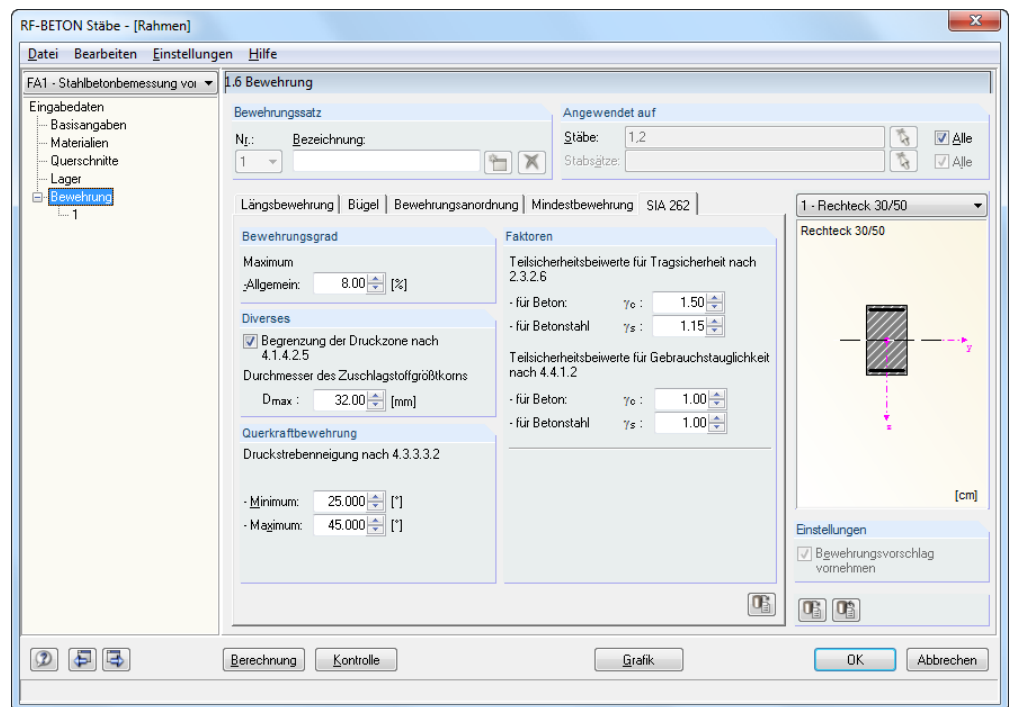 RF-BETON Stäbe - [Rahmen]
Datei Bearbeiten Einstellungen Hilfe
FA1 - Stahlbetonbemessung voı
Eingabedaten
Basisangaben
Materialien
Querschnitte
Lager
Bewehrung
1
1.6 Bewehrung
Bewehrungssatz
Nr.: Bezeichnung:
1
Angewendet auf
Stäbe: 1,2 Alle
Stabsätze: Alle
Längsbewehrung Bügel Bewehrungsanordnung Mindestbewehrung SIA 262
Bewehrungsgrad
Maximum
-Allgemein: 8.00 [%]
Diverses
Begrenzung der Druckzone nach
4.1.4.2.5
Durchmesser des Zuschlagstoffgrößtkorns
Dmax : 32.00 [mm]
Querkraftbewehrung
Druckstrebenneigung nach 4.3.3.3.2
- Minimum: 25.000 [°]
- Maximum: 45.000 [°]
Faktoren
Teilsicherheitsbeiwerte für Tragsicherheit nach
2.3.2.6
- für Beton: γc : 1.50
- für Betonstahl γs : 1.15
Teilsicherheitsbeiwerte für Gebrauchstauglichkeit
nach 4.4.1.2
- für Beton: γc : 1.00
- für Betonstahl γs : 1.00
1 - Rechteck 30/50
Rechteck 30/50
y
z
[cm]
Einstellungen
Bewehrungsvorschlag
vornehmen
Berechnung Kontrolle Grafik OK Abbrechen